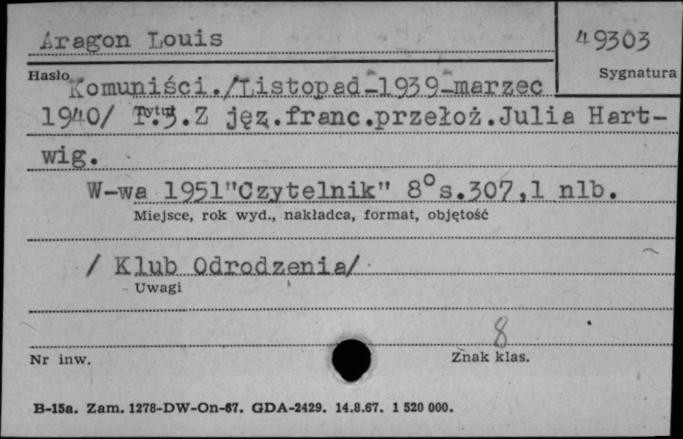 Aragon Louis
49303
Sygnatura
Hasło
Komuniści./Listopad-1939-marzec
1940/ T.3.Z jęz.franc.przełoż.Julia Hart-
Tytuł
wig.
W-wa 1951"Czytelnik" 8° s.307,1 nlb.
Miejsce, rok wyd., nakładca, format, objętość
/ Klub Odrodzenia/
Uwagi
8
Nr inw.
Znak klas.
B-15a. Zam. 1278-DW-On-67. GDA-2429. 14.8.67. 1 520 000.